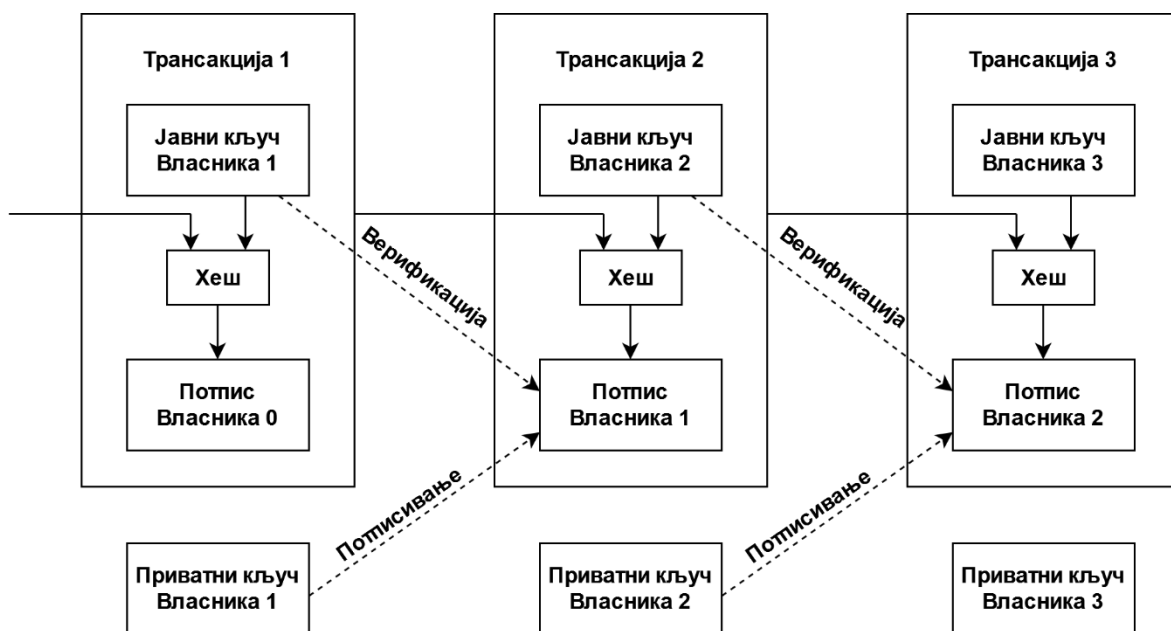 Трансакција 1
Трансакција 2
Трансакција 3
Јавни кључ
Власника 1
Јавни кључ
Власника 2
Јавни кључ
Власника 3
Верификација
Верификација
Хеш
Хеш
Хеш
Потпис
Власника 0
Потпис
Власника 1
Потпис
Власника 2
Потписивање
Потписивање
Приватни кључ
Власника 1
Приватни кључ
Власника 2
Приватни кључ
Власника 3